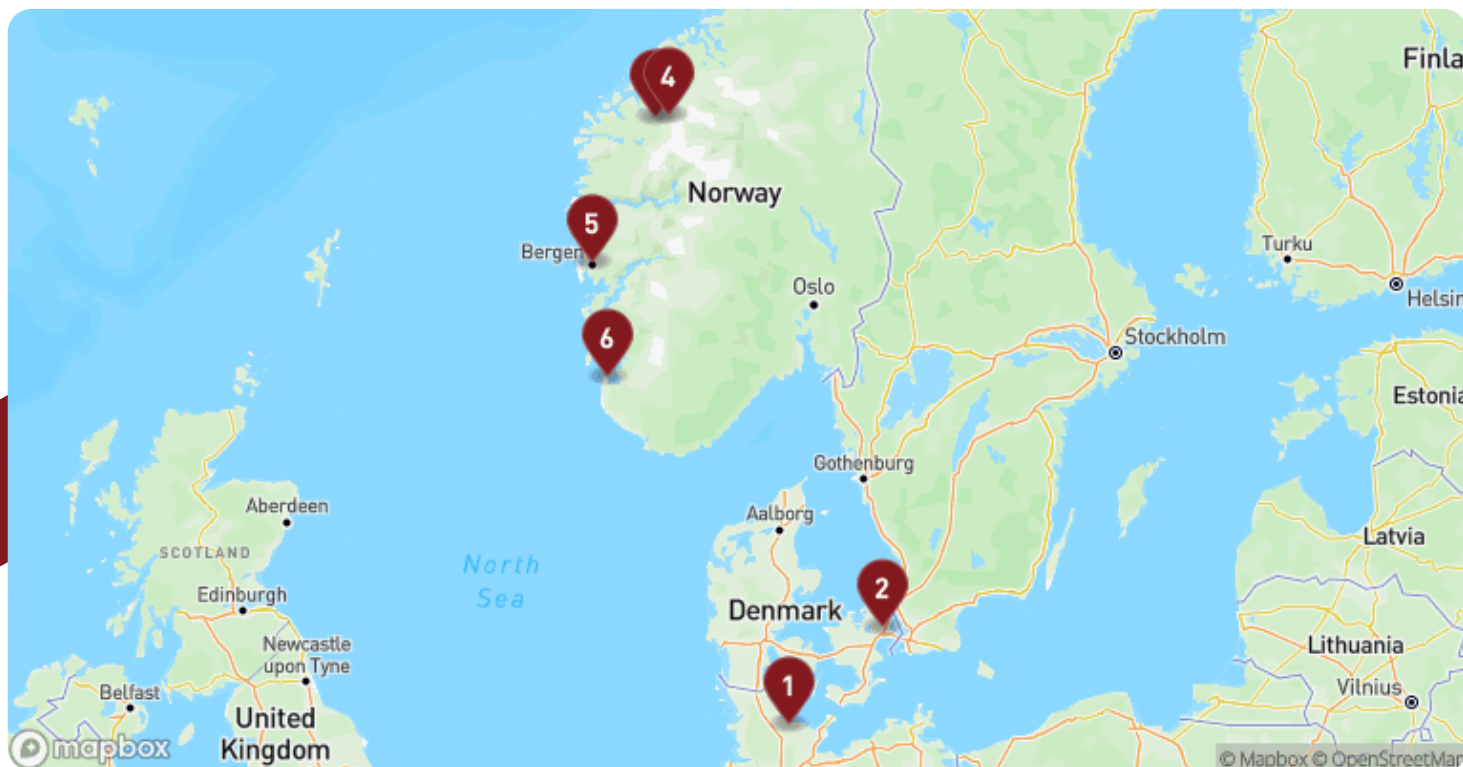 Finla
4
Norway
5
Bergen
Turku
Oslo
Helsin
6
Stockholm
Estonia
Gothenburg
Aberdeen
Aalborg
SCOTLAND
Latvia
North
Sea
2
Edinburgh
Denmark
Newcastle
upon Tyne
Lithuania
1
Belfast
Vilnius
United
Kingdom
mapbox
© Mapbox © OpenStreetMap